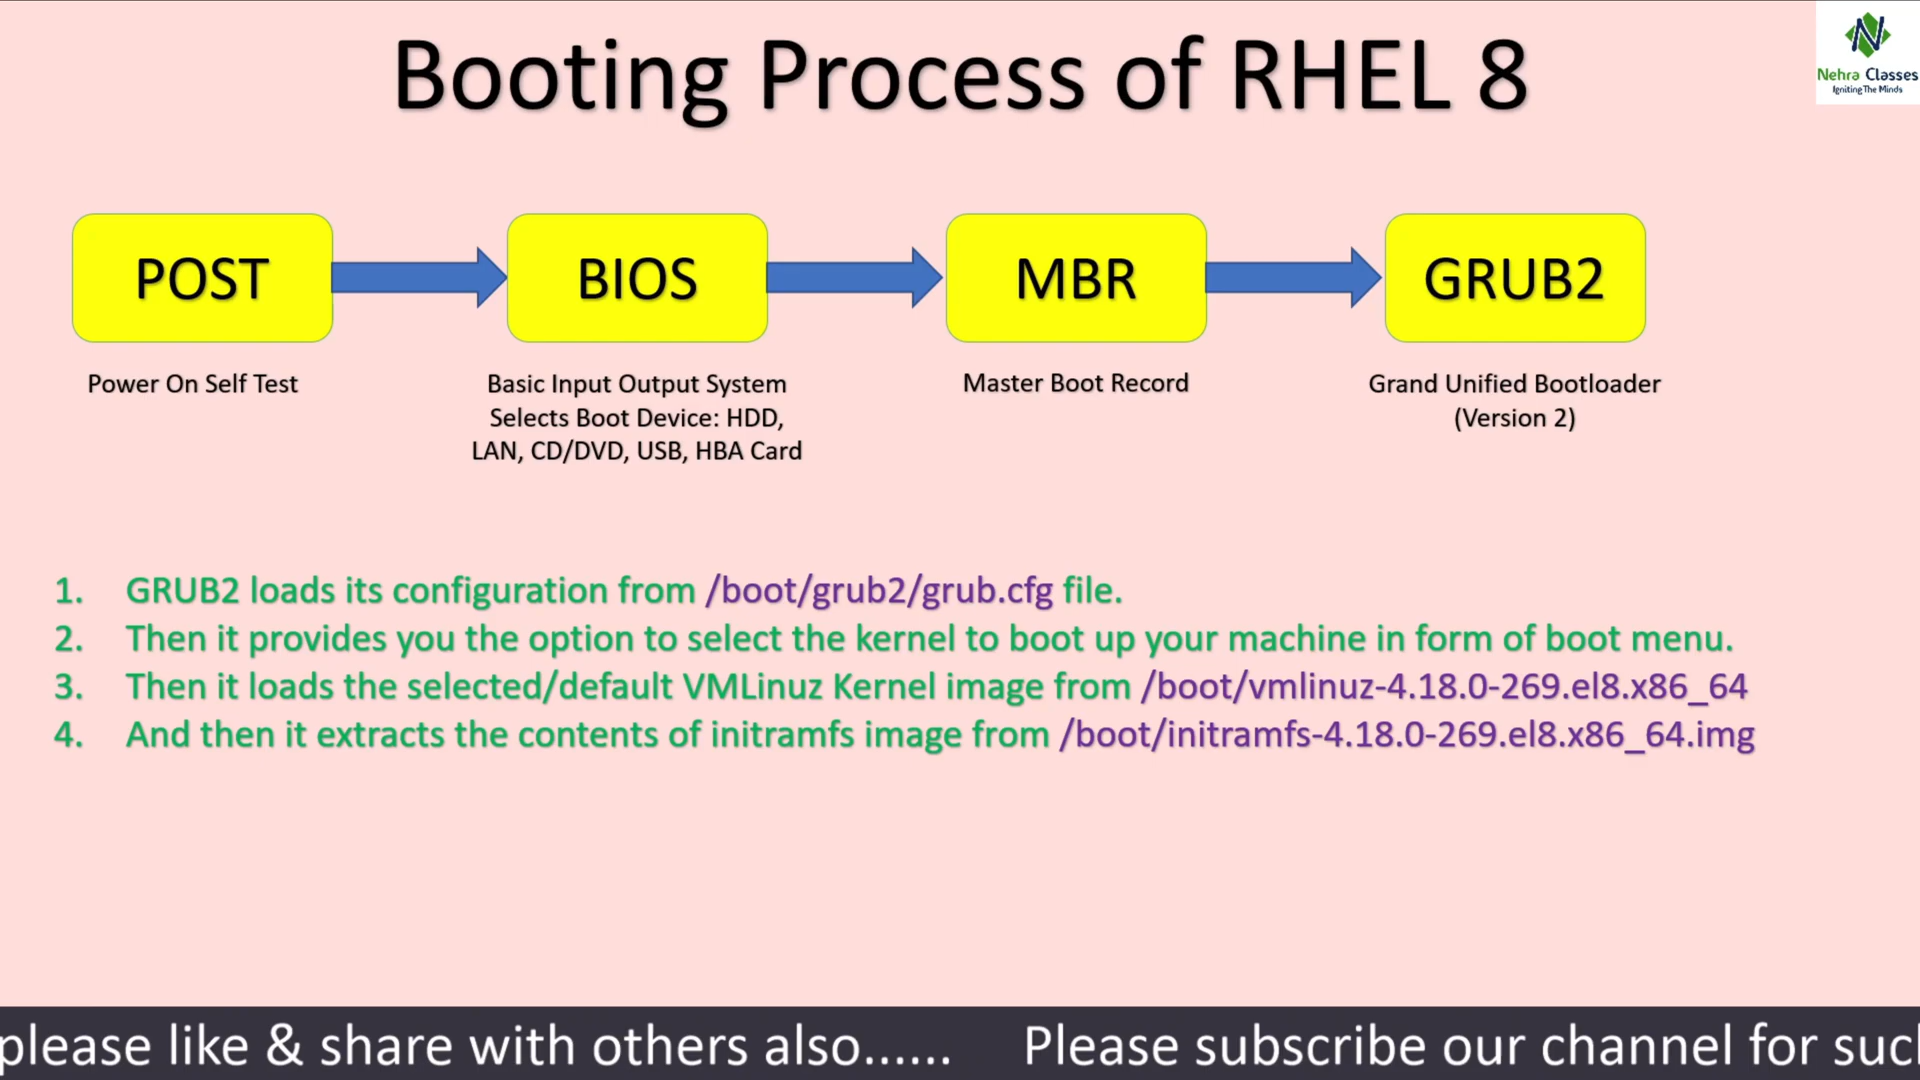 Booting Process of RHEL 8
Nehra Classes
Igniting The Minds
POST
BIOS
MBR
GRUB2
Power On Self Test
Basic Input Output System
Selects Boot Device: HDD,
LAN, CD/DVD, USB, HBA Card
Master Boot Record
Grand Unified Bootloader
(Version 2)
1. GRUB2 loads its configuration from /boot/grub2/grub.cfg file.
2. Then it provides you the option to select the kernel to boot up your machine in form of boot menu.
3. Then it loads the selected/default VMLinuz Kernel image from /boot/vmlinuz-4.18.0-269.el8.x86_64
4. And then it extracts the contents of initramfs image from /boot/initramfs-4.18.0-269.el8.x86_64.img
please like & share with others also...... Please subscribe our channel for such